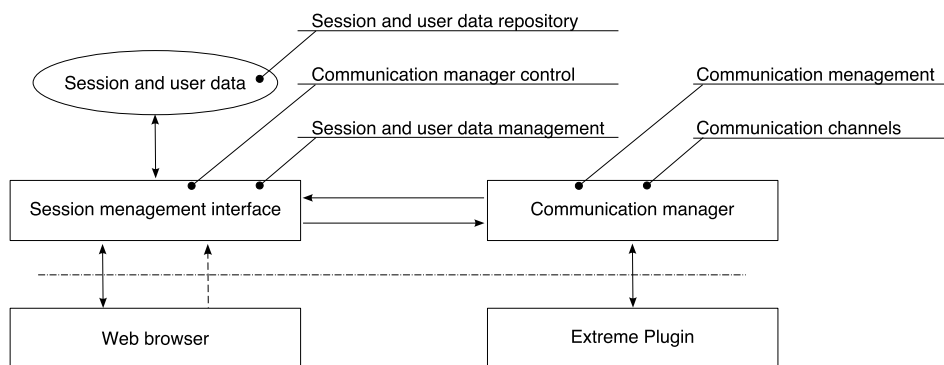 Session and user data repository
Session and user data
Communication manager control
Communication menagement
Session and user data management
Communication channels
Session menagement interface
Communication manager
Web browser
Extreme Plugin